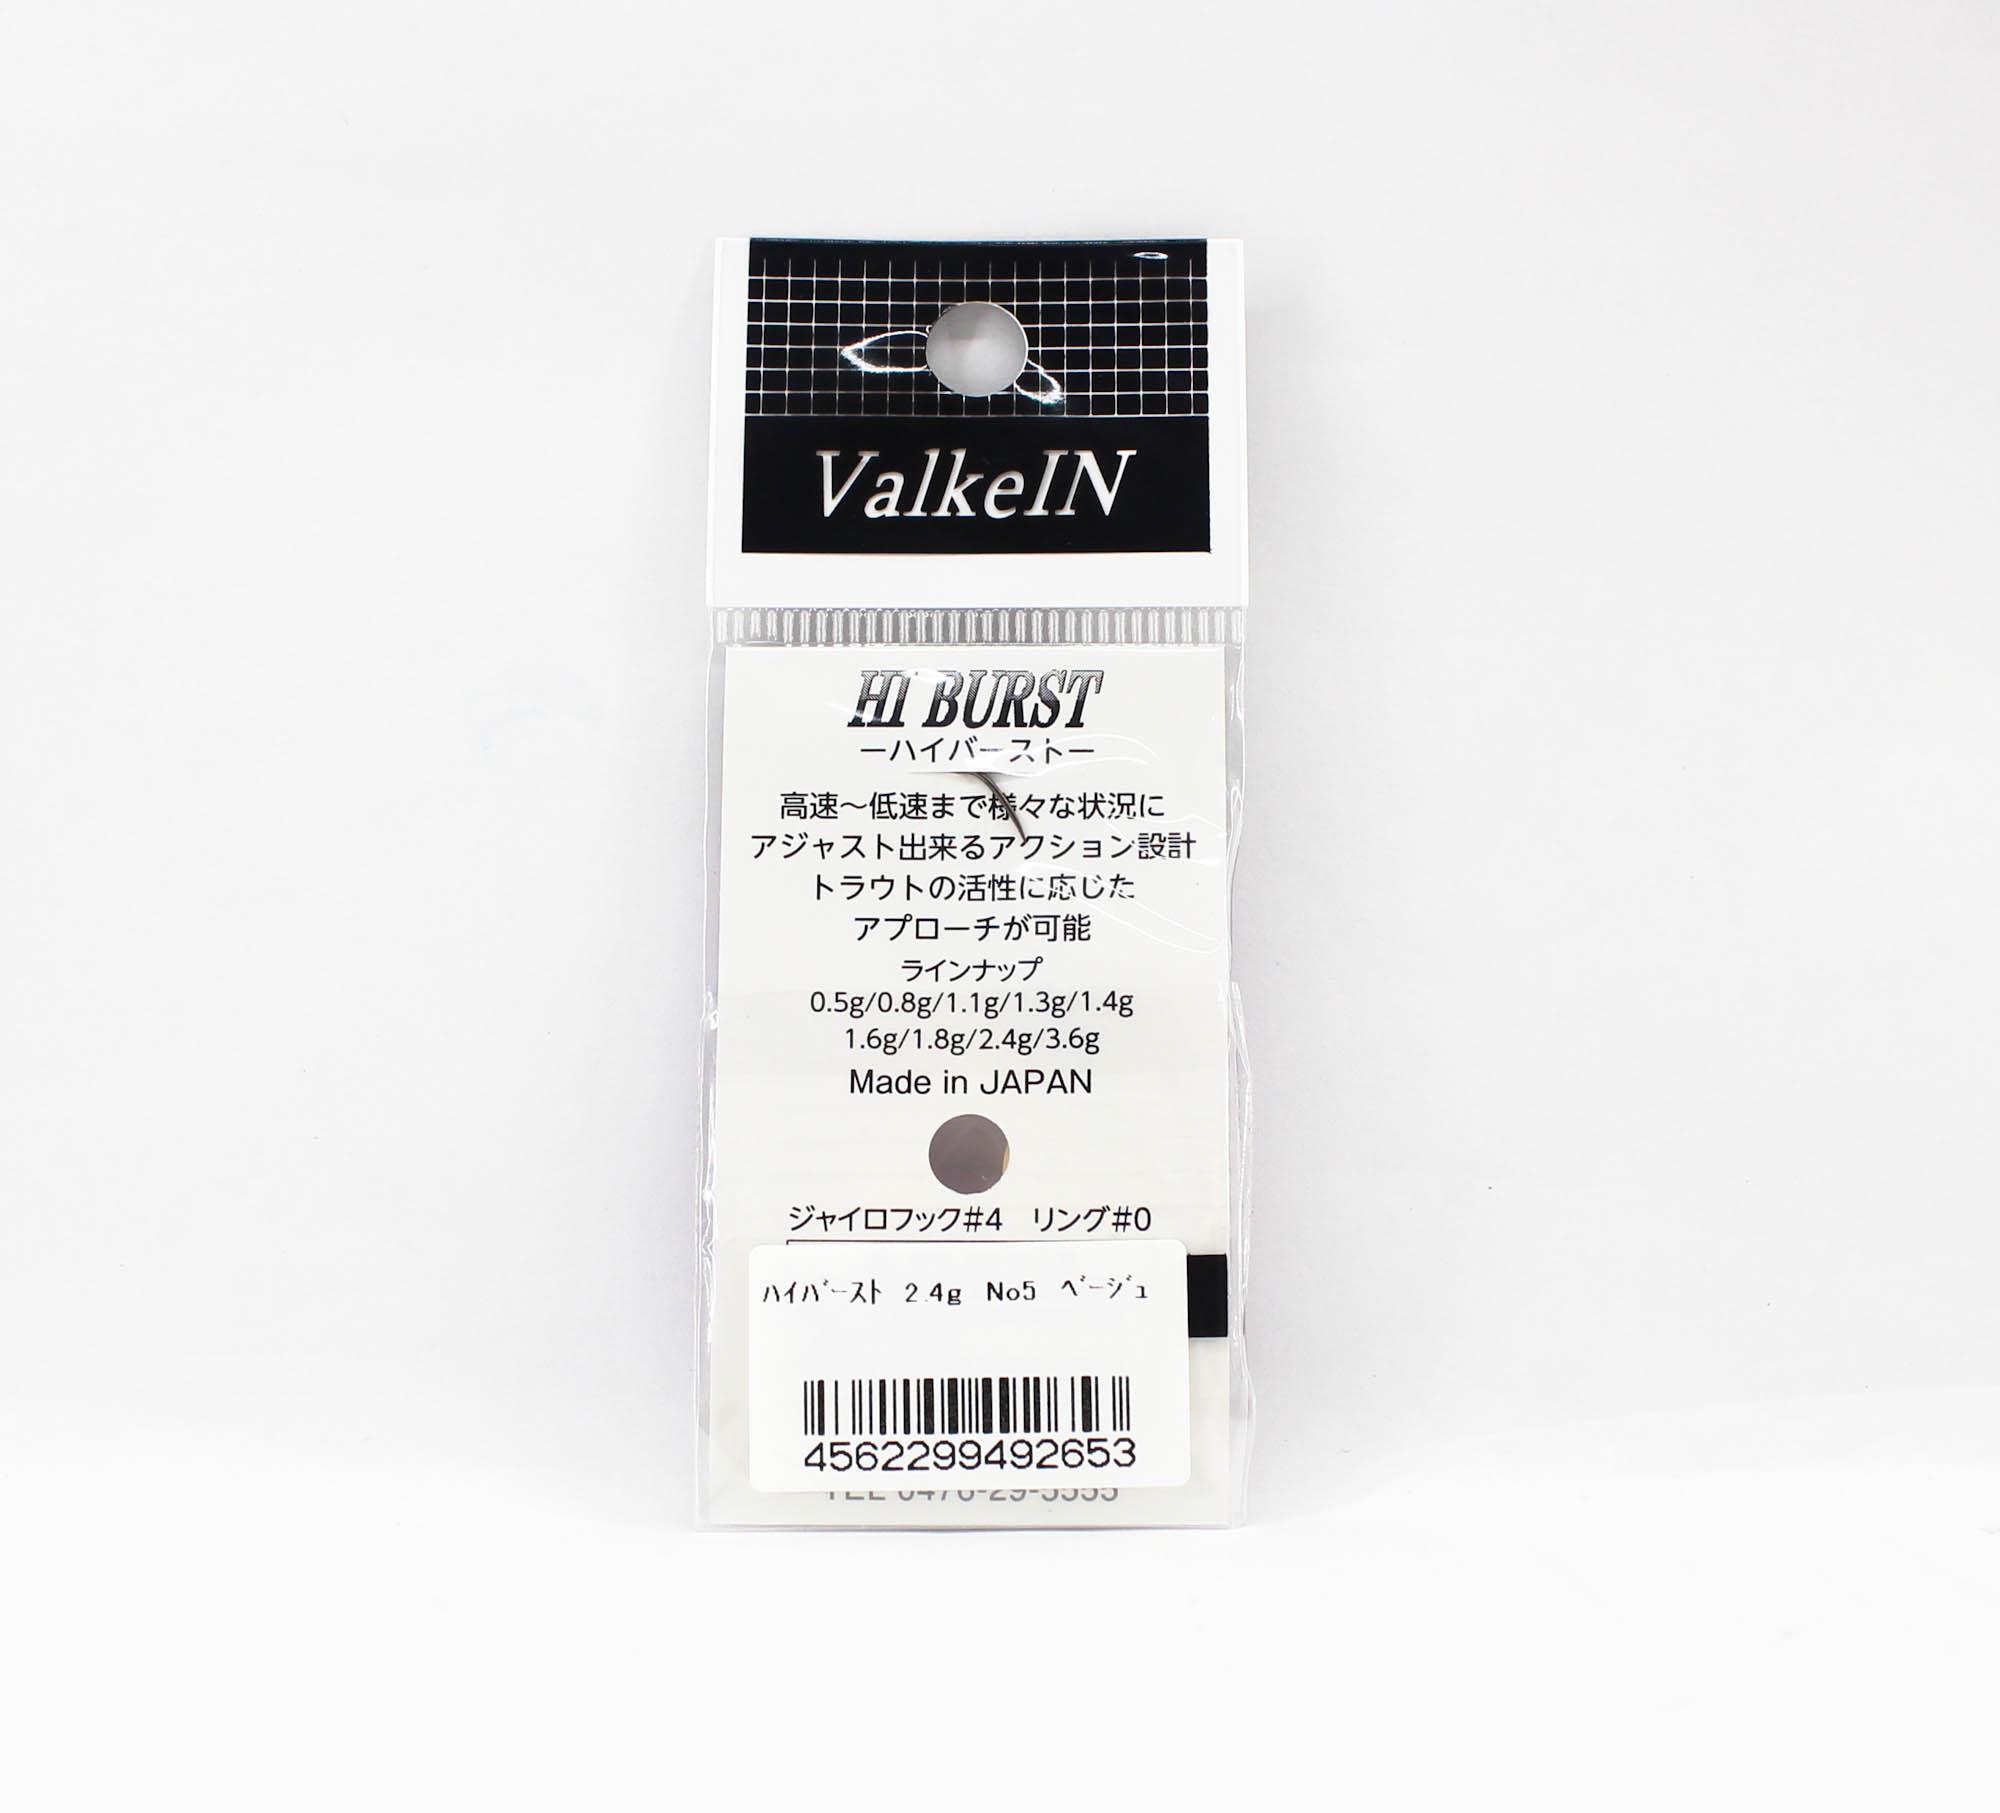 ValkeIN
HI BURST
ーハイバーストー
高速～低速まで様々な状況に
アジャスト出来るアクション設計
トラウトの活性に応じた
アプローチが可能
ラインナップ
0.5g/0.8g/1.1g/1.3g/1.4g
1.6g/1.8g/2.4g/3.6g
Made in JAPAN
ジャイロフック#4　リング#0
ﾊｲﾊﾞｰｽﾄ 2.4g No5 ﾍﾞｰｼﾞｭ
4562299492653
TEL 0476-29-5555